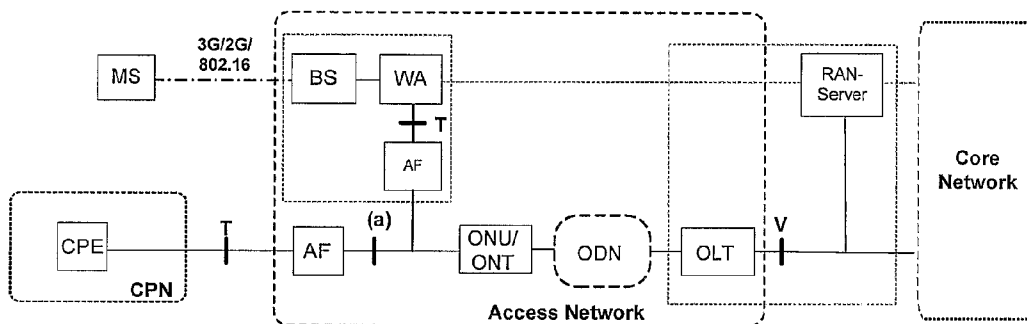 3G/2G/
802.16
MS
BS
WA
RAN-
Server
T
AF
Core
Network
CPE
T
AF
(a)
ONU/
ONT
ODN
OLT
V
CPN
Access Network